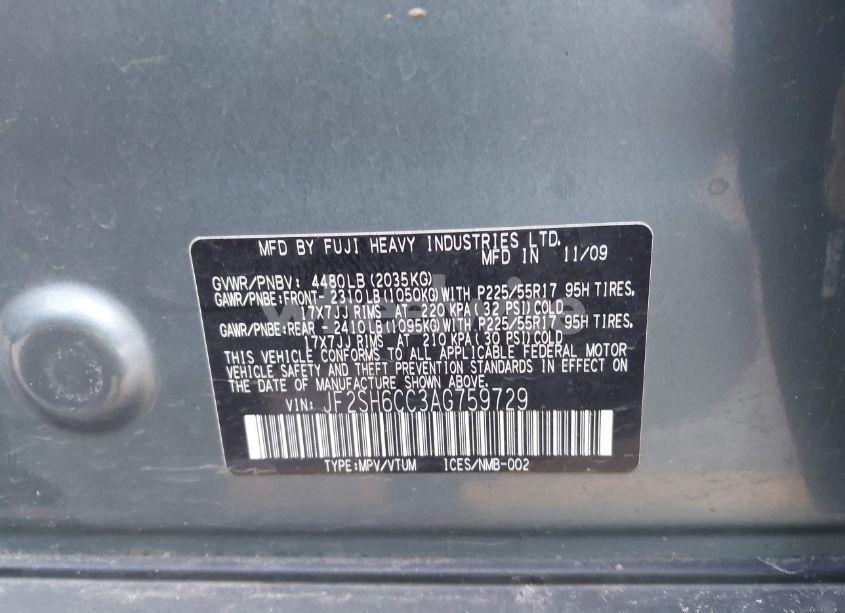 MFD BY FUJI HEAVY INDUSTRIES LTD.
MFD IN 11/09
GVWR/PNBV: 4480LB (2035KG)
GAWR/PNBE:FRONT- 2310LB (1050KG) WITH P225/55R17 95H TIRES,
17X7JJ RIMS AT 220 KPA (32 PSI) COLD
GAWR/PNBE:REAR -2410LB (1095KG) WITH P225/55R17 95H TIRES,
17X7JJ RIMS AT 210 KPA (30 PSI) COLD
THIS VEHICLE CONFORMS TO ALL APPLICABLE FEDERAL MOTOR
VEHICLE SAFETY AND THEFT PREVENTION STANDARDS IN EFFECT ON
THE DATE OF MANUFACTURE SHOWN ABOVE.
VIN: JF2SH6CC3AG759729
TYPE:MPV/VTUM ICES/NMB-002